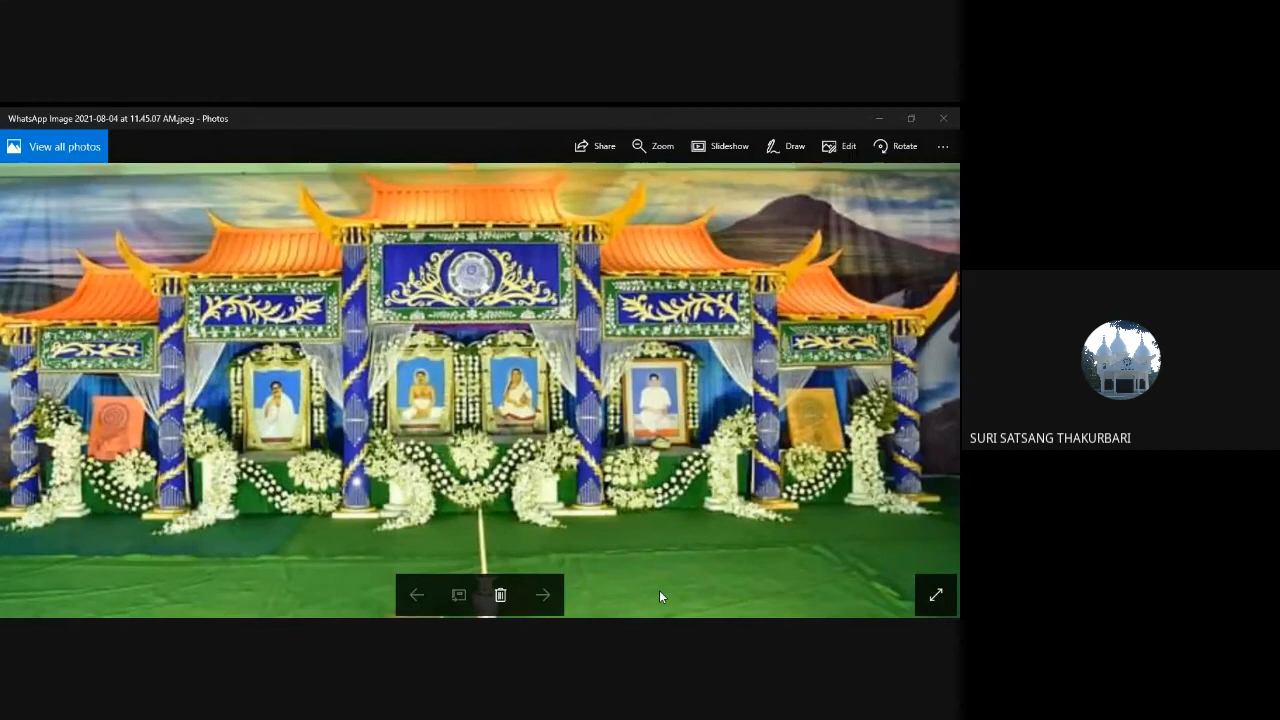 WhatsApp Image 2021-08-04 at 11.45.07 AM.jpeg - Photos
View all photos
Share
Zoom
Slideshow
Draw
Edit
Rotate
SURI SATSANG THAKURBARI